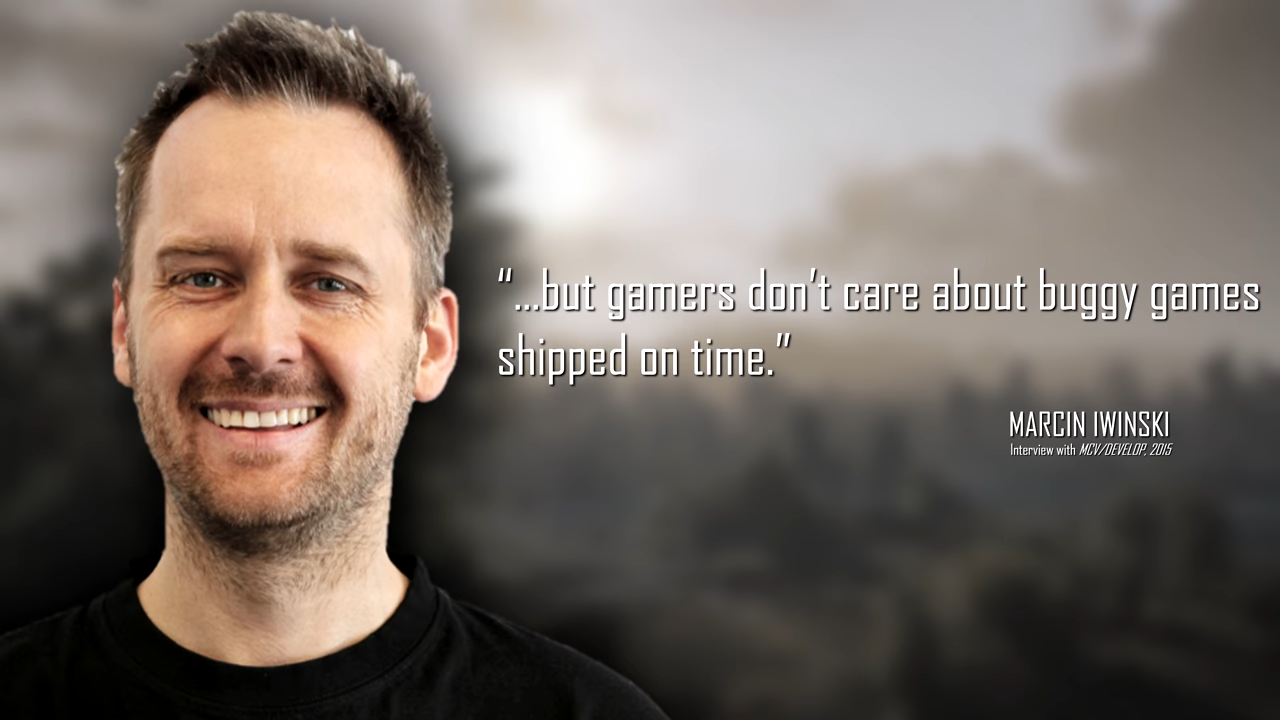 “...but gamers don’t care about buggy games
shipped on time.”
MARCIN IWINSKI
Interview with MCV/DEVELOP, 2015